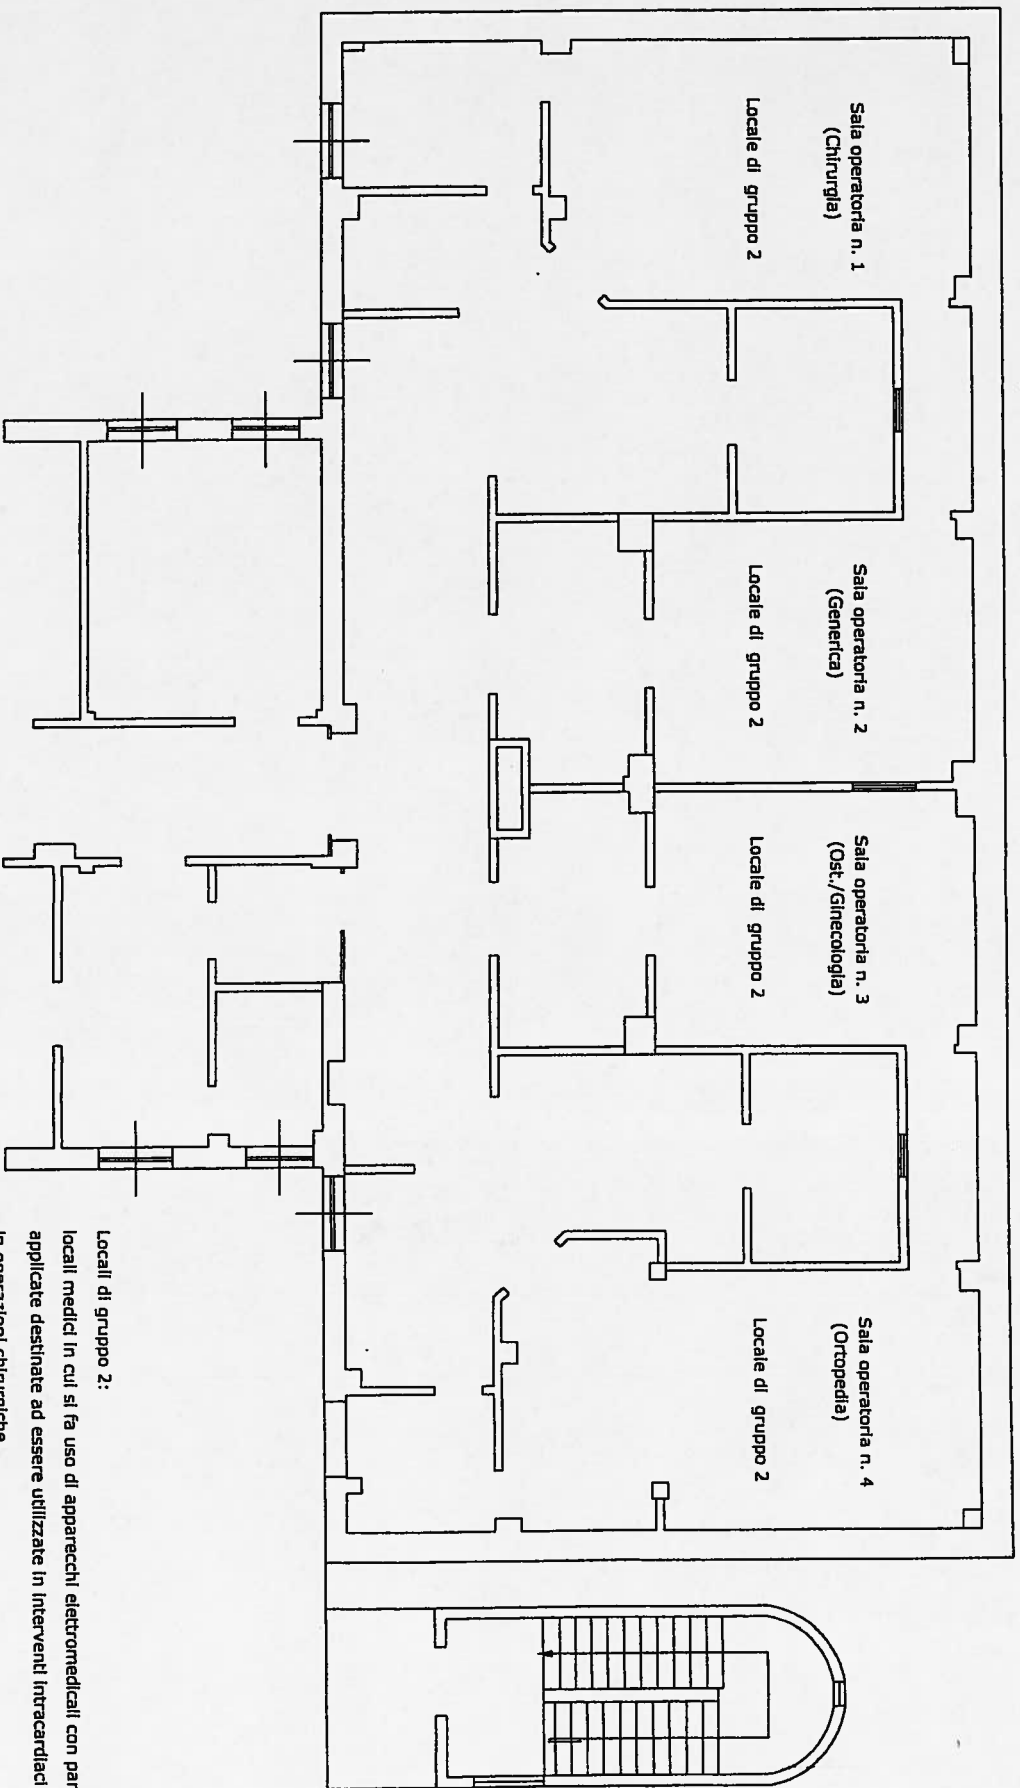 Sala operatoria n. 1
(Chirurgia)
Locale di gruppo 2
Sala operatoria n. 2
(Generica)
Locale di gruppo 2
Sala operatoria n. 3
(Ost./Ginecologia)
Locale di gruppo 2
Sala operatoria n. 4
(Ortopedia)
Locale di gruppo 2
Locali di gruppo 2:
locali medici in cui si fa uso di apparecchi elettromedicali con par
applicate destinate ad essere utilizzate in interventi intracardiaci
in operazioni chirurgiche